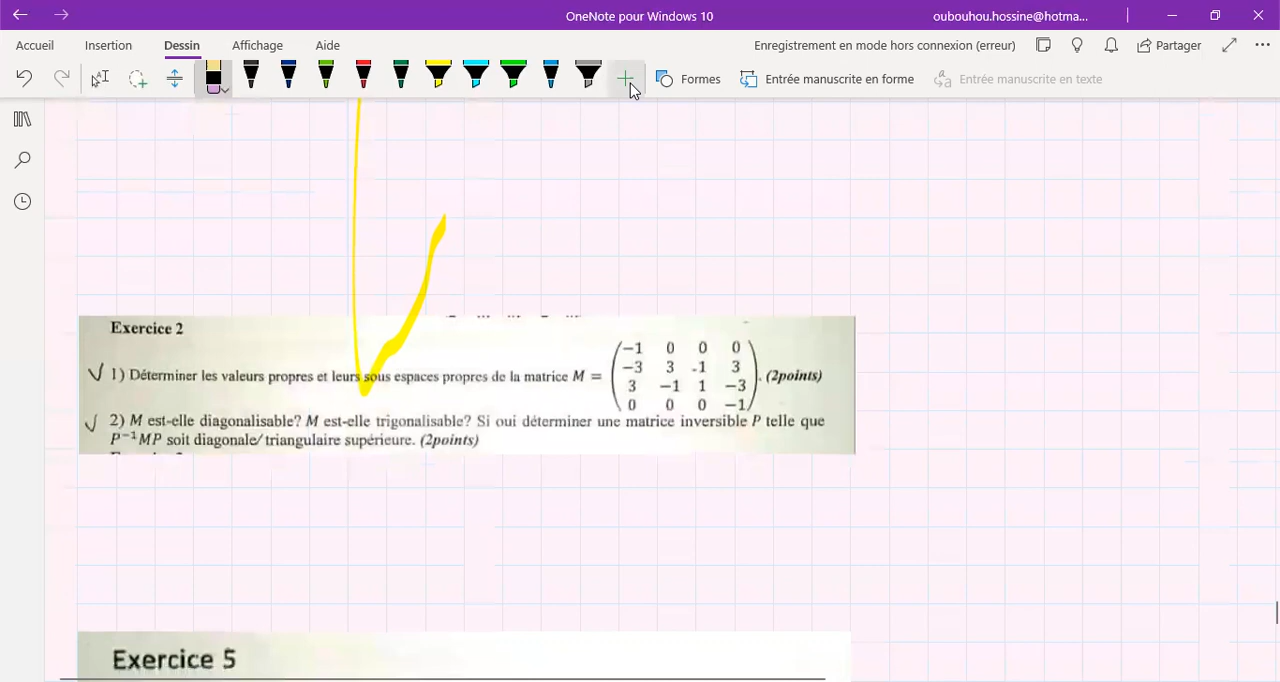 OneNote pour Windows 10
oubouhou.hossine@hotma...
Accueil Insertion Dessin Affichage Aide
Enregistrement en mode hors connexion (erreur) Partager
Formes Entrée manuscrite en forme Entrée manuscrite en texte
Exercice 2
1) Déterminer les valeurs propres et leurs sous espaces propres de la matrice M = (2points)
-1 0 0 0
-3 3 -1 3
3 -1 1 -3
0 0 0 -1
2) M est-elle diagonalisable? M est-elle trigonalisable? Si oui déterminer une matrice inversible P telle que
P⁻¹MP soit diagonale/triangulaire supérieure. (2points)
Exercice 5